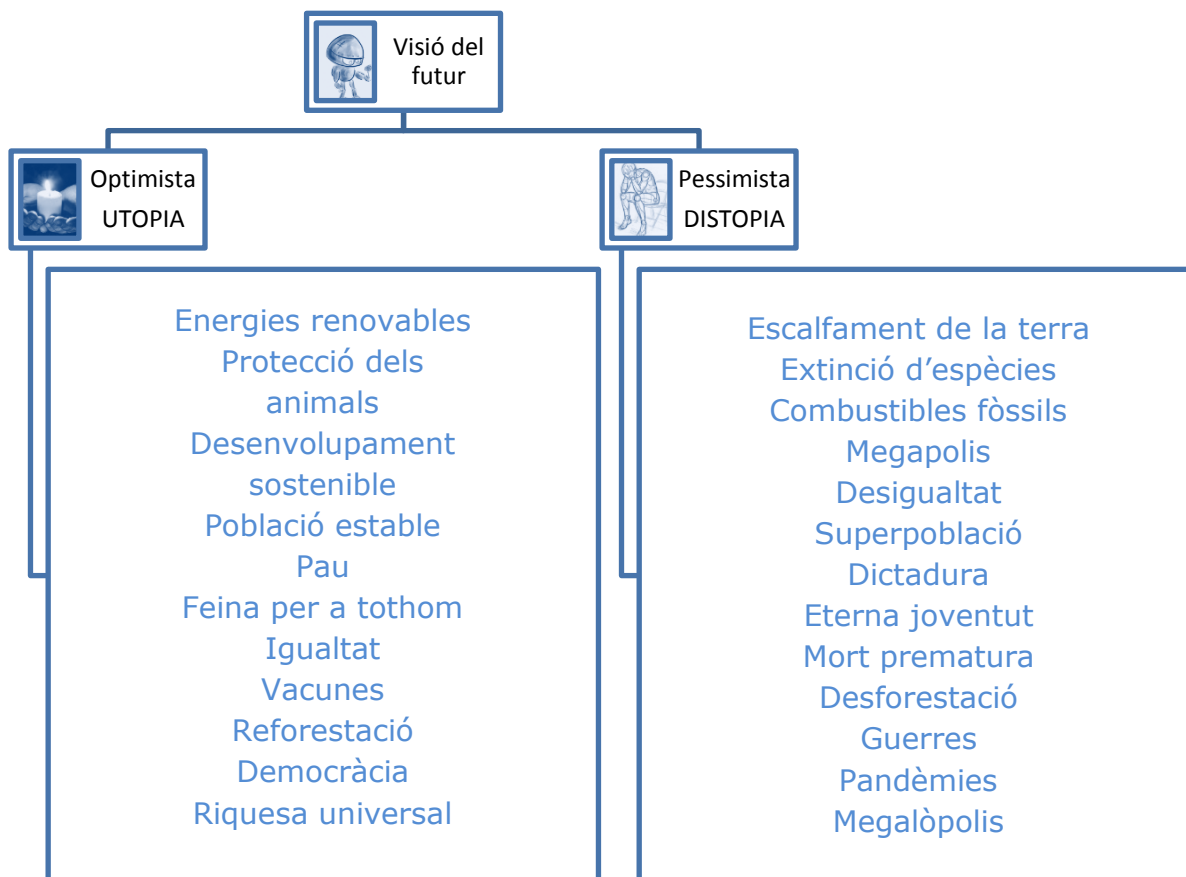 Visió del
futur
Optimista
UTOPIA
Pessimista
DISTOPIA
Energies renovables
Protecció dels
animals
Desenvolupament
sostenible
Població estable
Pau
Feina per a tothom
Igualtat
Vacunes
Reforestació
Democràcia
Riquesa universal
Escalfament de la terra
Extinció d’espècies
Combustibles fòssils
Megapolis
Desigualtat
Superpoblació
Dictadura
Eterna joventut
Mort prematura
Desforestació
Guerres
Pandèmies
Megalòpolis